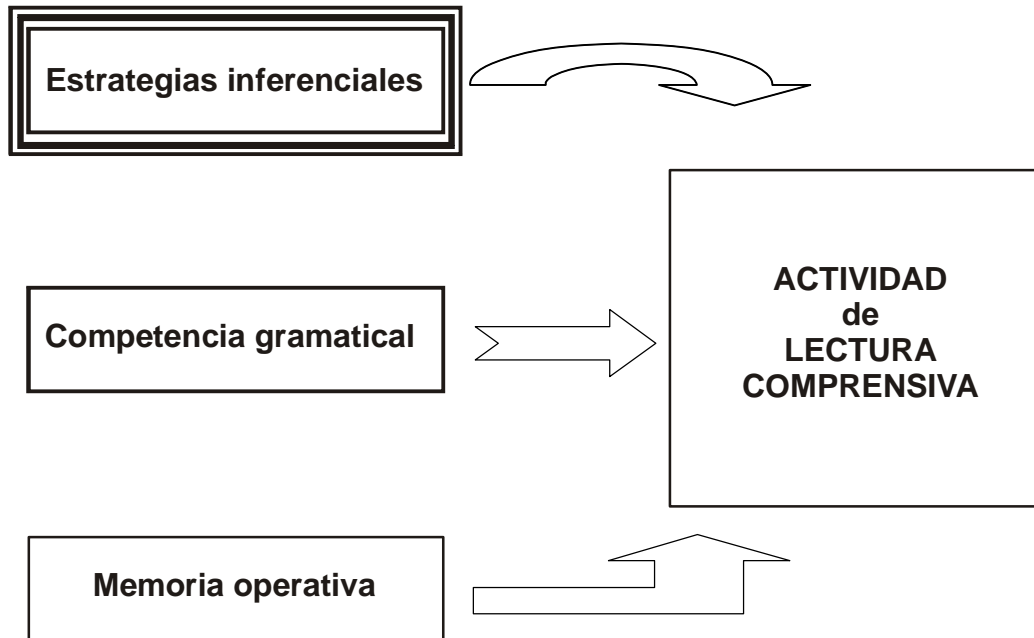 Estrategias inferenciales
Competencia gramatical
Memoria operativa
ACTIVIDAD
de
LECTURA
COMPRENSIVA